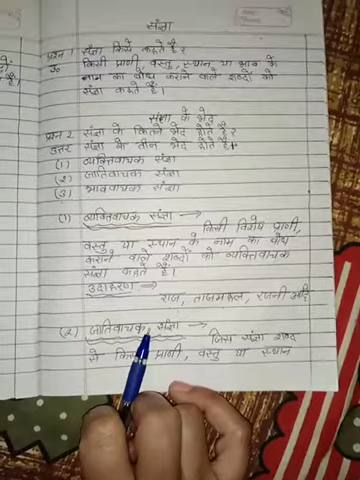 संज्ञा
प्रश्न 1 संज्ञा किसे कहते है?
उ० किसी प्राणी, वस्तु, स्थान या भाव के
नाम का बोध कराने वाले शब्दों को
संज्ञा कहते है।
संज्ञा के भेद
प्रश्न 2 संज्ञा के कितने भेद होते है?
उत्तर संज्ञा के तीन भेद होते है।
(1) व्यक्तिवाचक संज्ञा
(2) जातिवाचक संज्ञा
(3) भाववाचक संज्ञा
(1) व्यक्तिवाचक संज्ञा →
किसी विशेष प्राणी,
वस्तु या स्थान के नाम का बोध
कराने वाले शब्दों को व्यक्तिवाचक
संज्ञा कहते है।
उदाहरण →
राज, ताजमहल, रजनी आदि
(2) जातिवाचक संज्ञा →
जिस संज्ञा शब्द
से किसी प्राणी, वस्तु या स्थान